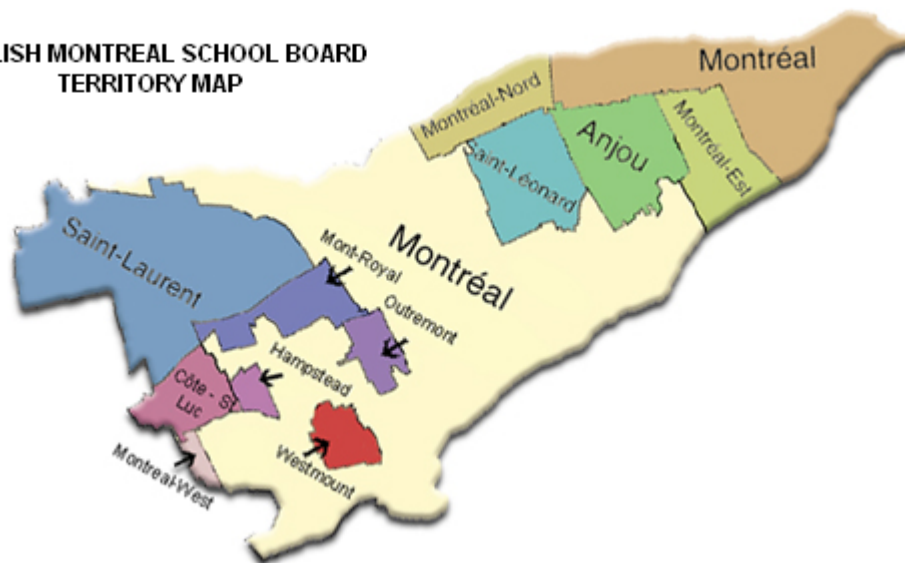 LISH MONTREAL SCHOOL BOARD
TERRITORY MAP
Montréal
Montréal-Nord
Anjou
Saint-Léonard
Montréal-Est
Saint-Laurent
Mont-Royal
Montréal
Outremont
Hampstead
Côte - St
Luc
Montreal-West
Westmount